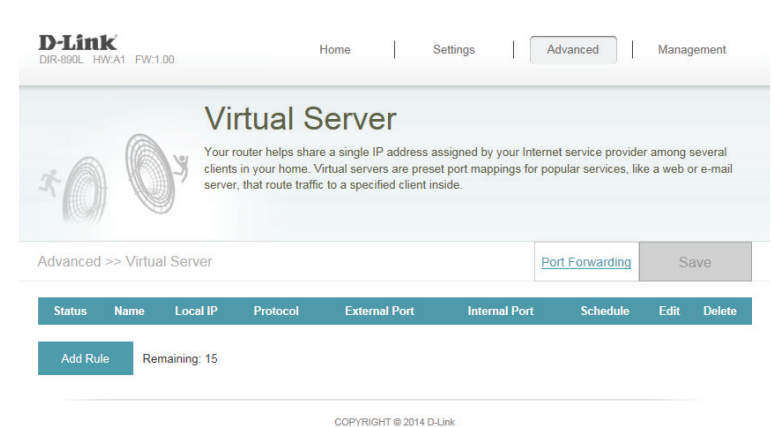 D-Link
DIR-890L HW:A1 FW:1.00
Home Settings Advanced Management
Virtual Server
Your router helps share a single IP address assigned by your Internet service provider among several
clients in your home. Virtual servers are preset port mappings for popular services, like a web or e-mail
server, that route traffic to a specified client inside.
Advanced >> Virtual Server
Port Forwarding
Save
Status Name Local IP Protocol External Port Internal Port Schedule Edit Delete
Add Rule
Remaining: 15
COPYRIGHT © 2014 D-Link